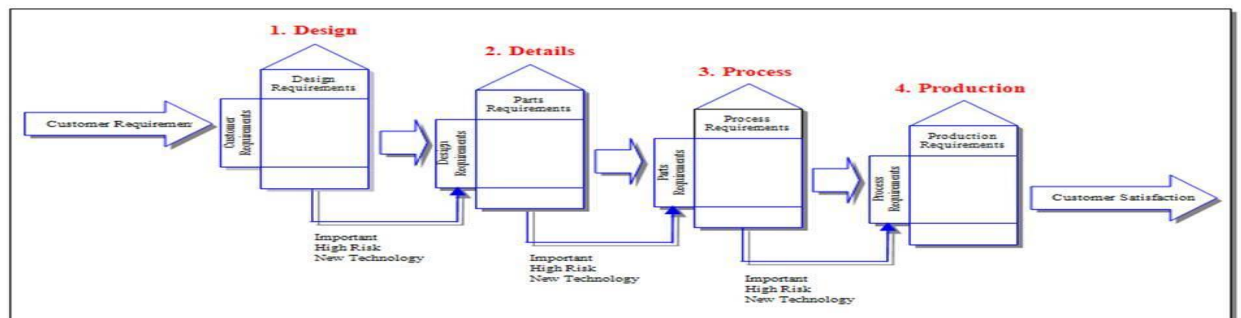 1. Design
2. Details
3. Process
4. Production
Customer Requiremen
Customer
Requirements
Design
Requirements
Design
Requirements
Parts
Requirements
Parts
Requirements
Process
Requirements
Process
Requirements
Production
Requirements
Customer Satisfaction
Important
High Risk
New Technology
Important
High Risk
New Technology
Important
High Risk
New Technology